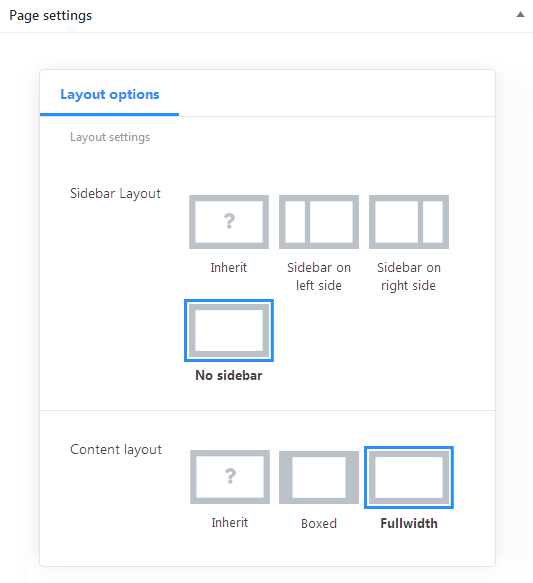 Page settings
Layout options
Layout settings
Sidebar Layout
?
Inherit
Sidebar on
left side
Sidebar on
right side
No sidebar
Content layout
?
Inherit
Boxed
Fullwidth